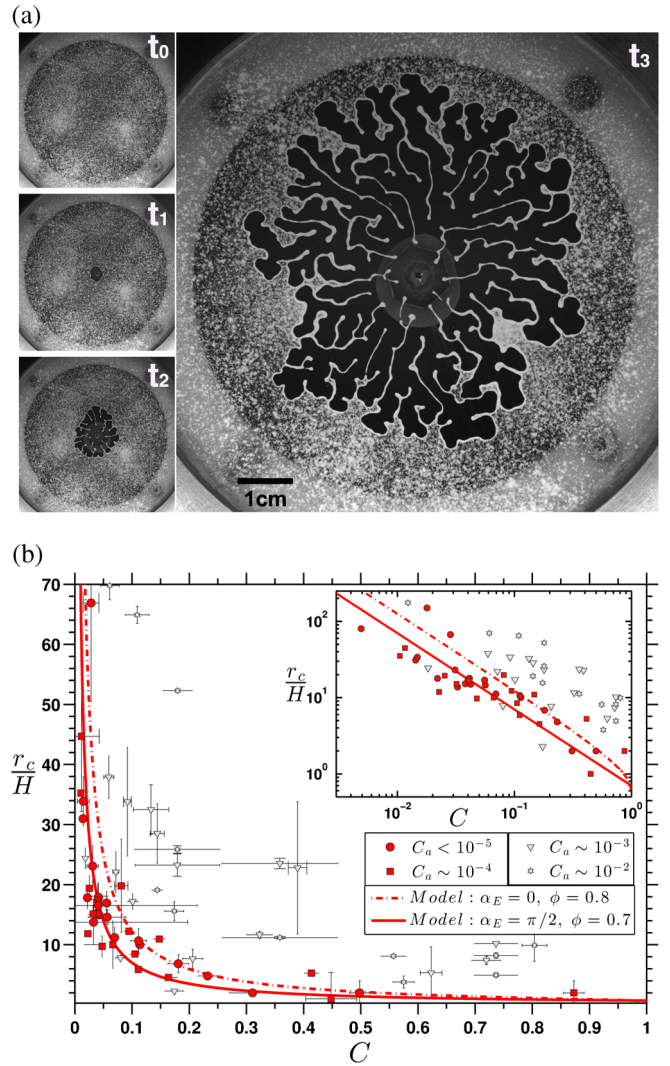 (a)
t0
t1
t2
t3
1cm
(b)
70
60
50
40
30
20
10
r_c/H
0 0.1 0.2 0.3 0.4 0.5 0.6 0.7 0.8 0.9 1
C
10^2
10^1
10^0
r_c/H
10^-2 10^-1 10^0
C
C_a < 10^-5 C_a ∼ 10^-3
C_a ∼ 10^-4 C_a ∼ 10^-2
Model : α_E = 0, ϕ = 0.8
Model : α_E = π/2, ϕ = 0.7